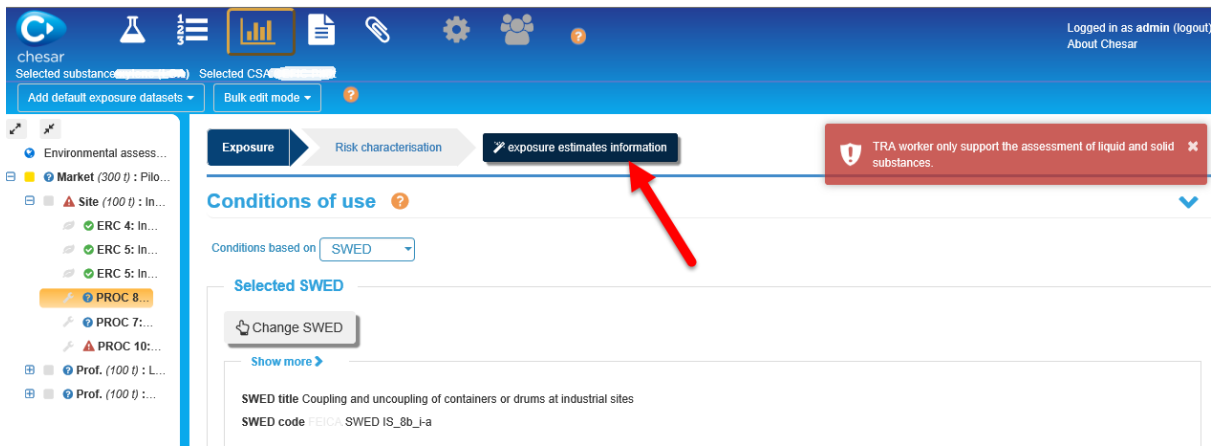 chesar
Logged in as admin (logout)
About Chesar
Selected substance Selected CSA
Add default exposure datasets Bulk edit mode
Environmental assess...
Market (300 t) : Pilo...
Site (100 t) : In...
ERC 4: In...
ERC 5: In...
ERC 5: In...
PROC 8...
PROC 7:...
PROC 10:...
Prof. (100 t) : L...
Prof. (100 t) :...
Exposure Risk characterisation exposure estimates information
TRA worker only support the assessment of liquid and solid
substances.
Conditions of use
Conditions based on SWED
Selected SWED
Change SWED
Show more
SWED title Coupling and uncoupling of containers or drums at industrial sites
SWED code FEICA SWED IS_8b_i-a